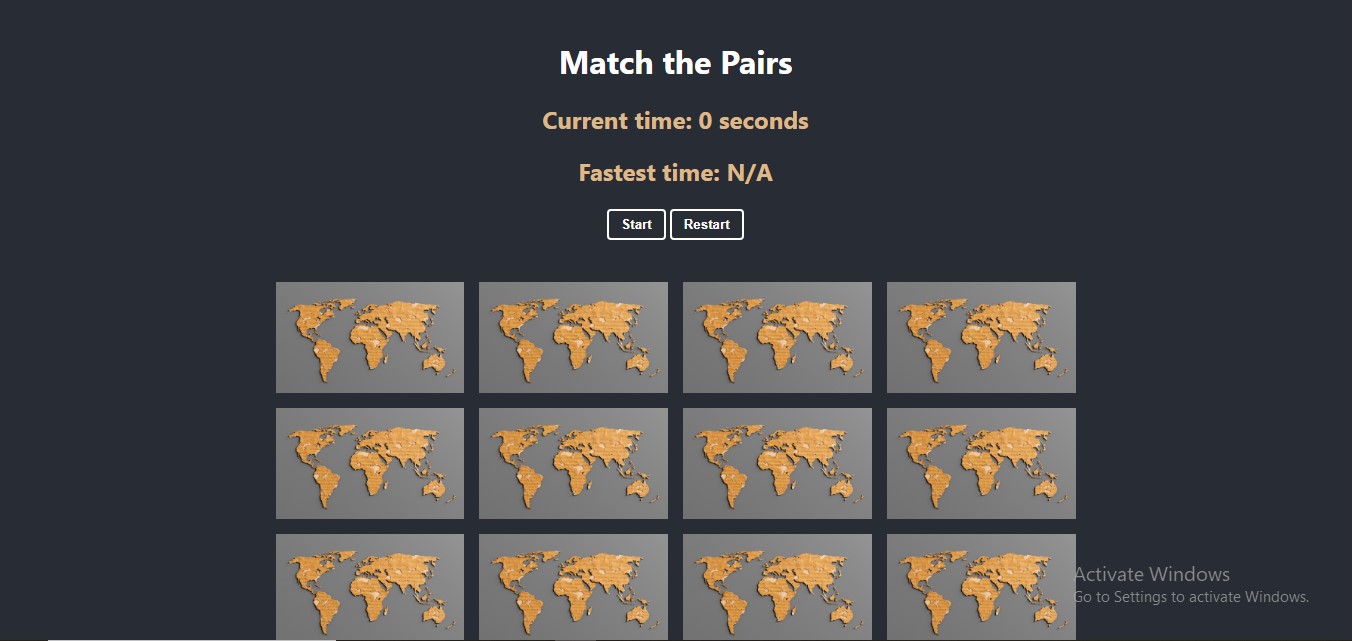 Match the Pairs
Current time: 0 seconds
Fastest time: N/A
Start Restart
Activate Windows
Go to Settings to activate Windows.